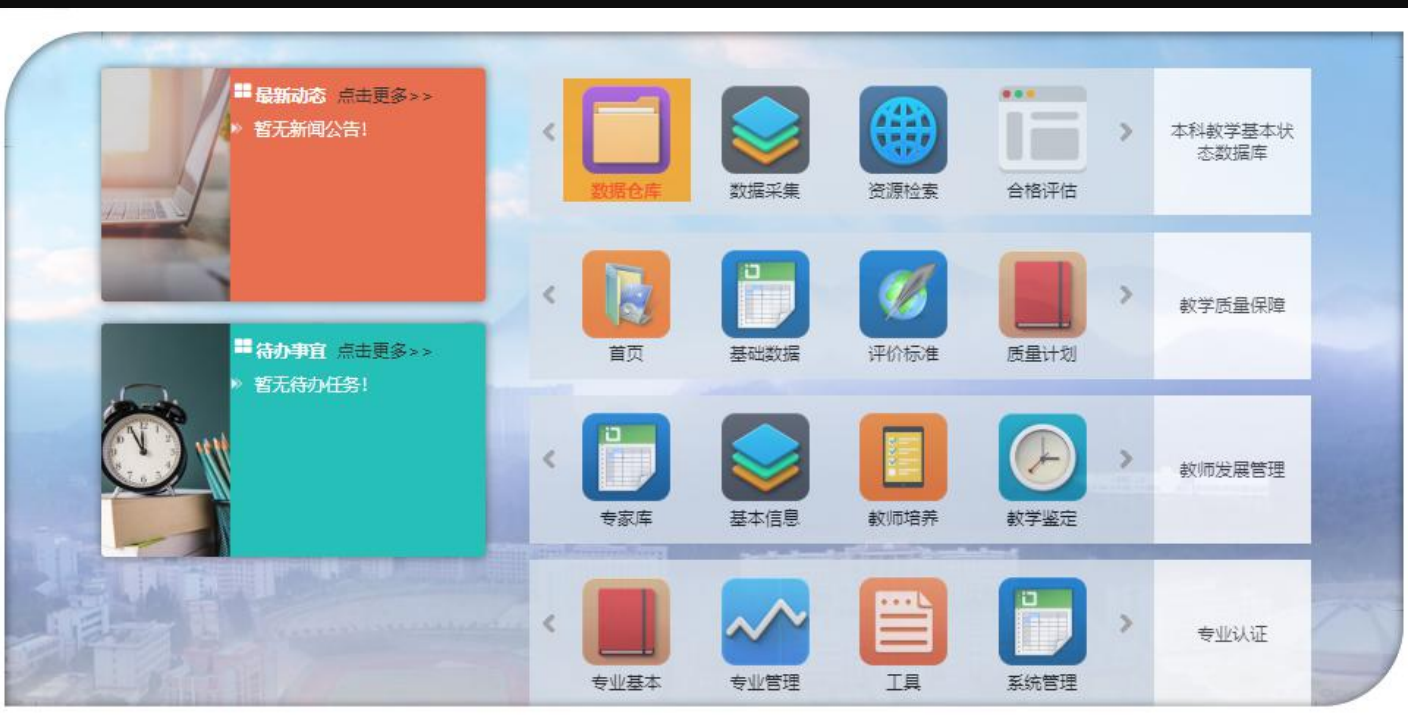 最新动态 点击更多>>
暂无新闻公告!
待办事宜 点击更多>>
暂无待办任务!
数据仓库 数据采集 资源检索 合格评估
本科教学基本状
态数据库
首页 基础数据 评价标准 质量计划
教学质量保障
专家库 基本信息 教师培养 教学鉴定
教师发展管理
专业基本 专业管理 工具 系统管理
专业认证